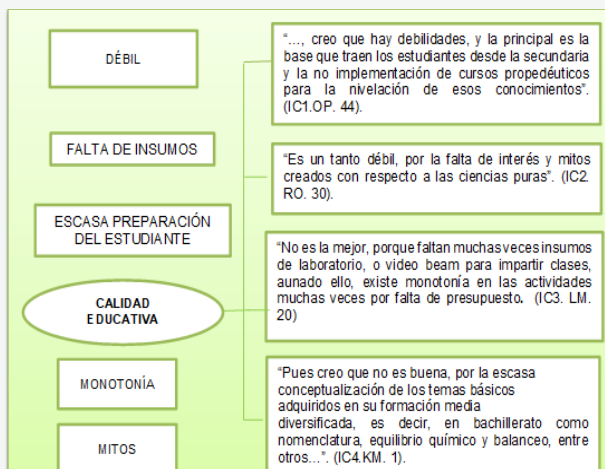 DÉBIL
FALTA DE INSUMOS
ESCASA PREPARACIÓN
DEL ESTUDIANTE
CALIDAD
EDUCATIVA
MONOTONÍA
MITOS
“…, creo que hay debilidades, y la principal es la
base que traen los estudiantes desde la secundaria
y la no implementación de cursos propedéuticos
para la nivelación de esos conocimientos”.
(IC1.OP. 44).
“Es un tanto débil, por la falta de interés y mitos
creados con respecto a las ciencias puras”. (IC2.
RO. 30).
“No es la mejor, porque faltan muchas veces insumos
de laboratorio, o video beam para impartir clases,
aunado ello, existe monotonía en las actividades
muchas veces por falta de presupuesto. (IC3. LM.
20)
“Pues creo que no es buena, por la escasa
conceptualización de los temas básicos
adquiridos en su formación media
diversificada, es decir, en bachillerato como
nomenclatura, equilibrio químico y balanceo, entre
otros…”. (IC4.KM. 1).